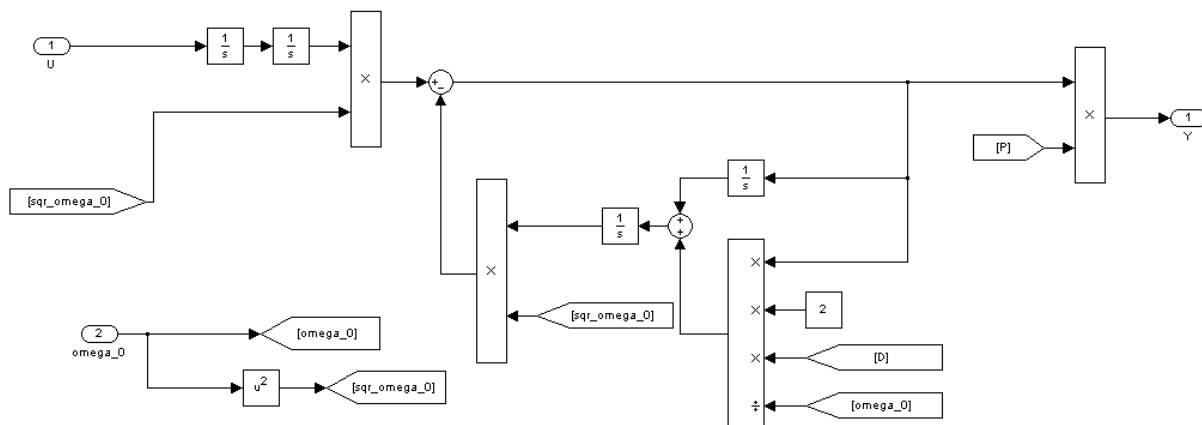 1
U
1
s
1
s
×
+
−
[sqr_omega_0]
1
s
1
s
+
+
×
[sqr_omega_0]
×
×
2
×
[D]
÷
[omega_0]
[P]
×
1
Y
2
omega_0
[omega_0]
u²
[sqr_omega_0]